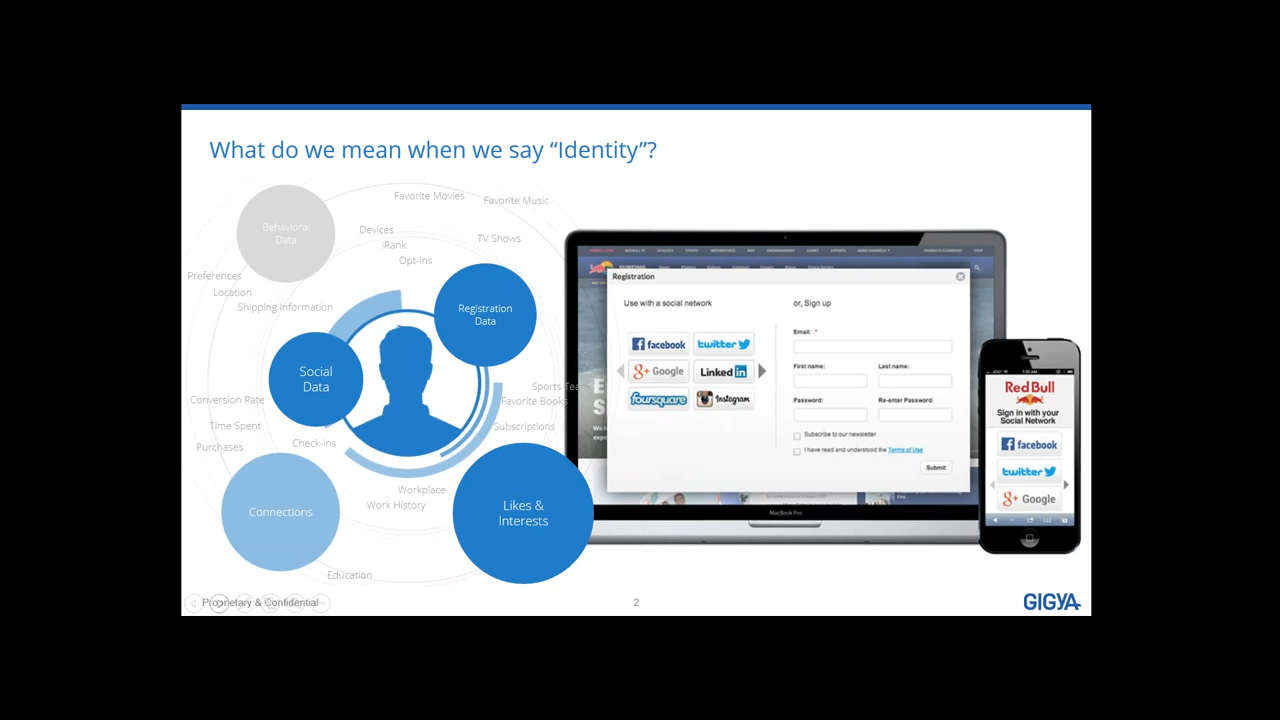 What do we mean when we say “Identity”?
Behavioral
Data
Favorite Movies
Favorite Music
Devices
iRank
Opt-ins
TV Shows
Preferences
Location
Shipping Information
Registration
Data
Social
Data
Sports Tea
Favorite Books
Subscriptions
Conversion Rate
Time Spent
Purchases
Check-ins
Workplace
Work History
Connections
Likes &
Interests
Education
Registration
Use with a social network
facebook
twitter
g+ Google
Linked in
foursquare
Instagram
or, Sign up
Email: *
First name:
Last name:
Password:
Re-enter Password:
Subscribe to our newsletter
I have read and understood the Terms of Use
Submit
MacBook Pro
Red Bull
Sign in with your
Social Network
facebook
twitter
g+ Google
Proprietary & Confidential
2
GIGYA